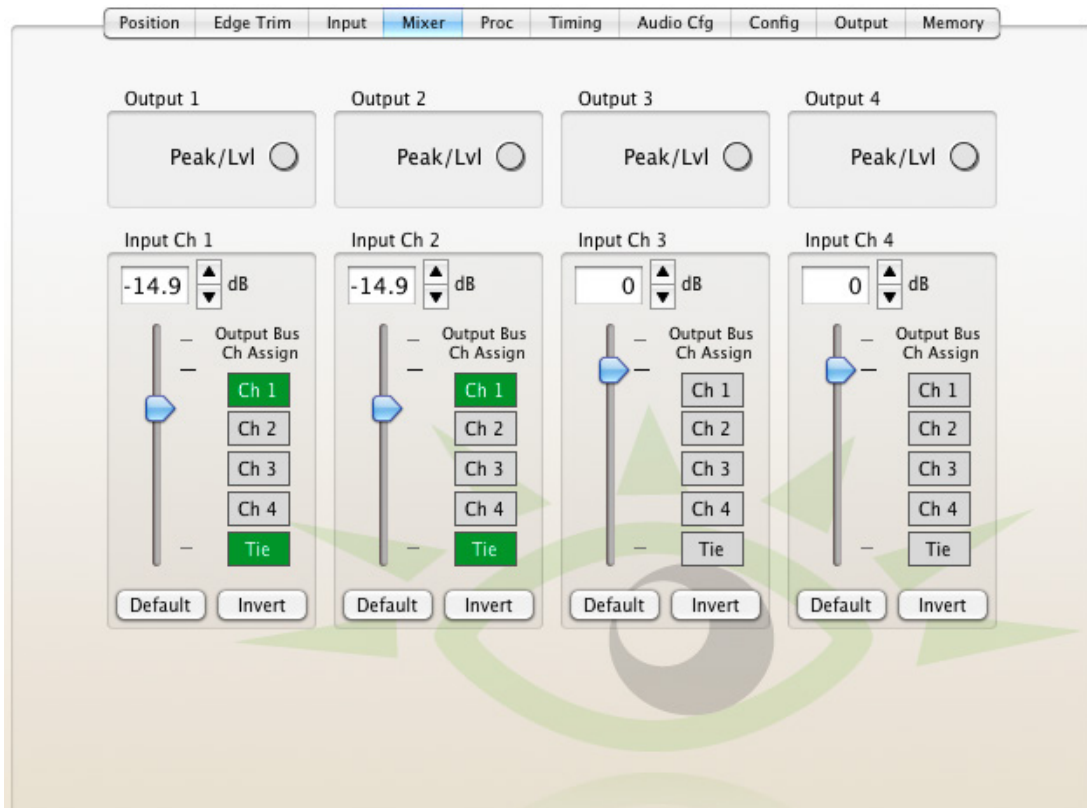 Position Edge Trim Input Mixer Proc Timing Audio Cfg Config Output Memory
Output 1 Output 2 Output 3 Output 4
Peak/Lvl Peak/Lvl Peak/Lvl Peak/Lvl
Input Ch 1 Input Ch 2 Input Ch 3 Input Ch 4
-14.9 dB -14.9 dB 0 dB 0 dB
Output Bus Output Bus Output Bus Output Bus
Ch Assign Ch Assign Ch Assign Ch Assign
Ch 1 Ch 1 Ch 1 Ch 1
Ch 2 Ch 2 Ch 2 Ch 2
Ch 3 Ch 3 Ch 3 Ch 3
Ch 4 Ch 4 Ch 4 Ch 4
Tie Tie Tie Tie
Default Invert Default Invert Default Invert Default Invert